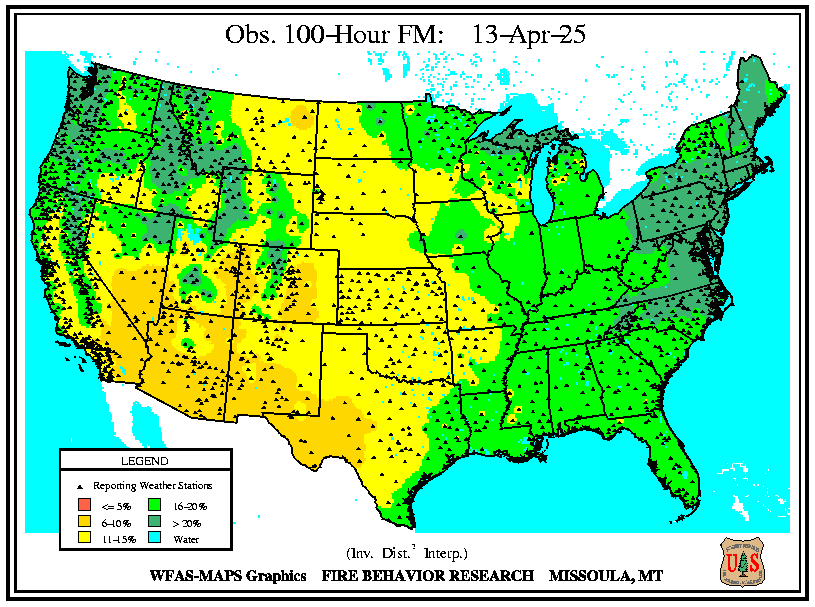 Obs. 100-Hour FM: 13-Apr-25
LEGEND
Reporting Weather Stations
<= 5%
16-20%
6-10%
> 20%
11-15%
Water
(Inv. Dist.² Interp.)
WFAS-MAPS Graphics FIRE BEHAVIOR RESEARCH MISSOULA, MT
U S